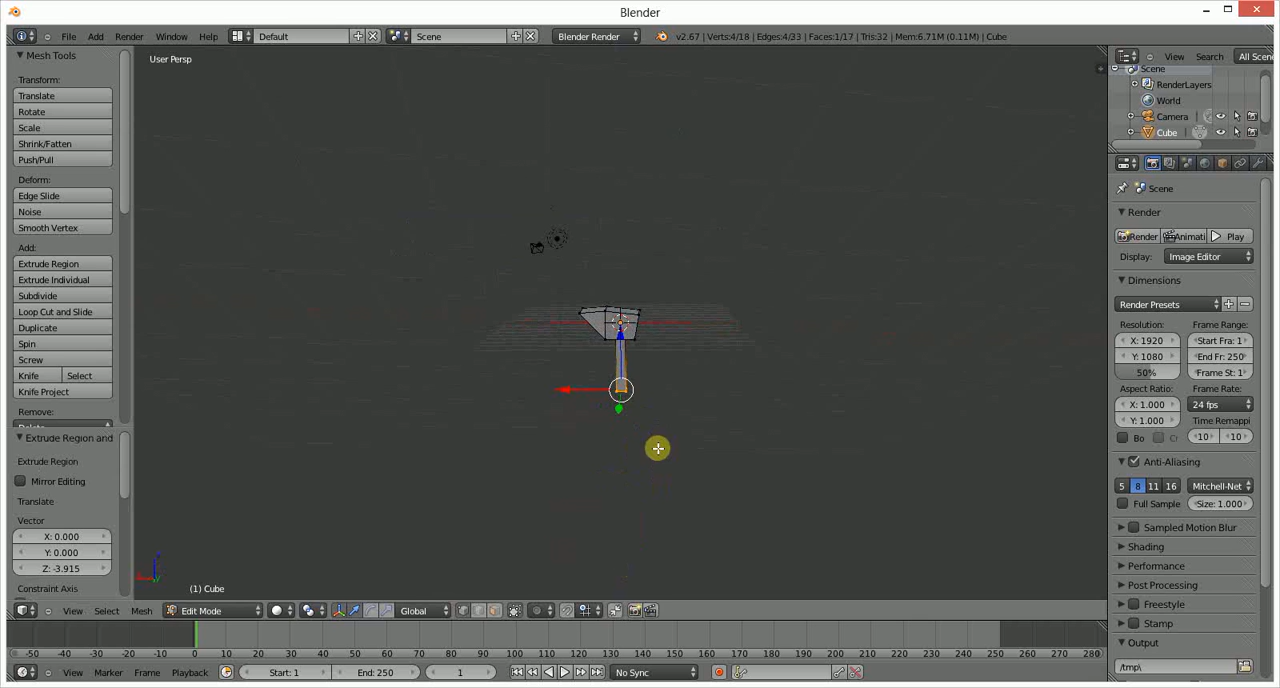 Blender
File Add Render Window Help Default Scene Blender Render v2.67 | Verts:4/18 | Edges:4/33 | Faces:1/17 | Tris:32 | Mem:6.71M (0.11M) | Cube
Mesh Tools
Transform:
Translate
Rotate
Scale
Shrink/Fatten
Push/Pull
Deform:
Edge Slide
Noise
Smooth Vertex
Add:
Extrude Region
Extrude Individual
Subdivide
Loop Cut and Slide
Duplicate
Spin
Screw
Knife Select
Knife Project
Remove:
Extrude Region and
Extrude Region
Mirror Editing
Translate
Vector
X: 0.000
Y: 0.000
Z: -3.915
Constraint Axis
User Persp
(1) Cube
View Search All Scen
Scene
RenderLayers
World
Camera
Cube
Scene
Render
Render Animati Play
Display: Image Editor
Dimensions
Render Presets
Resolution: Frame Range:
X: 1920 Start Fra: 1
Y: 1080 End Fr: 250
50% Frame St: 1
Aspect Ratio: Frame Rate:
X: 1.000 24 fps
Y: 1.000 Time Remappi
Bo Cr 10 10
Anti-Aliasing
5 8 11 16 Mitchell-Net
Full Sample Size: 1.000
Sampled Motion Blur
Shading
Performance
Post Processing
Freestyle
Stamp
Output
/tmp\
View Select Mesh Edit Mode Global
-50 -40 -30 -20 -10 0 10 20 30 40 50 60 70 80 90 100 110 120 130 140 150 160 170 180 190 200 210 220 230 240 250 260 270 280
View Marker Frame Playback Start: 1 End: 250 1 No Sync